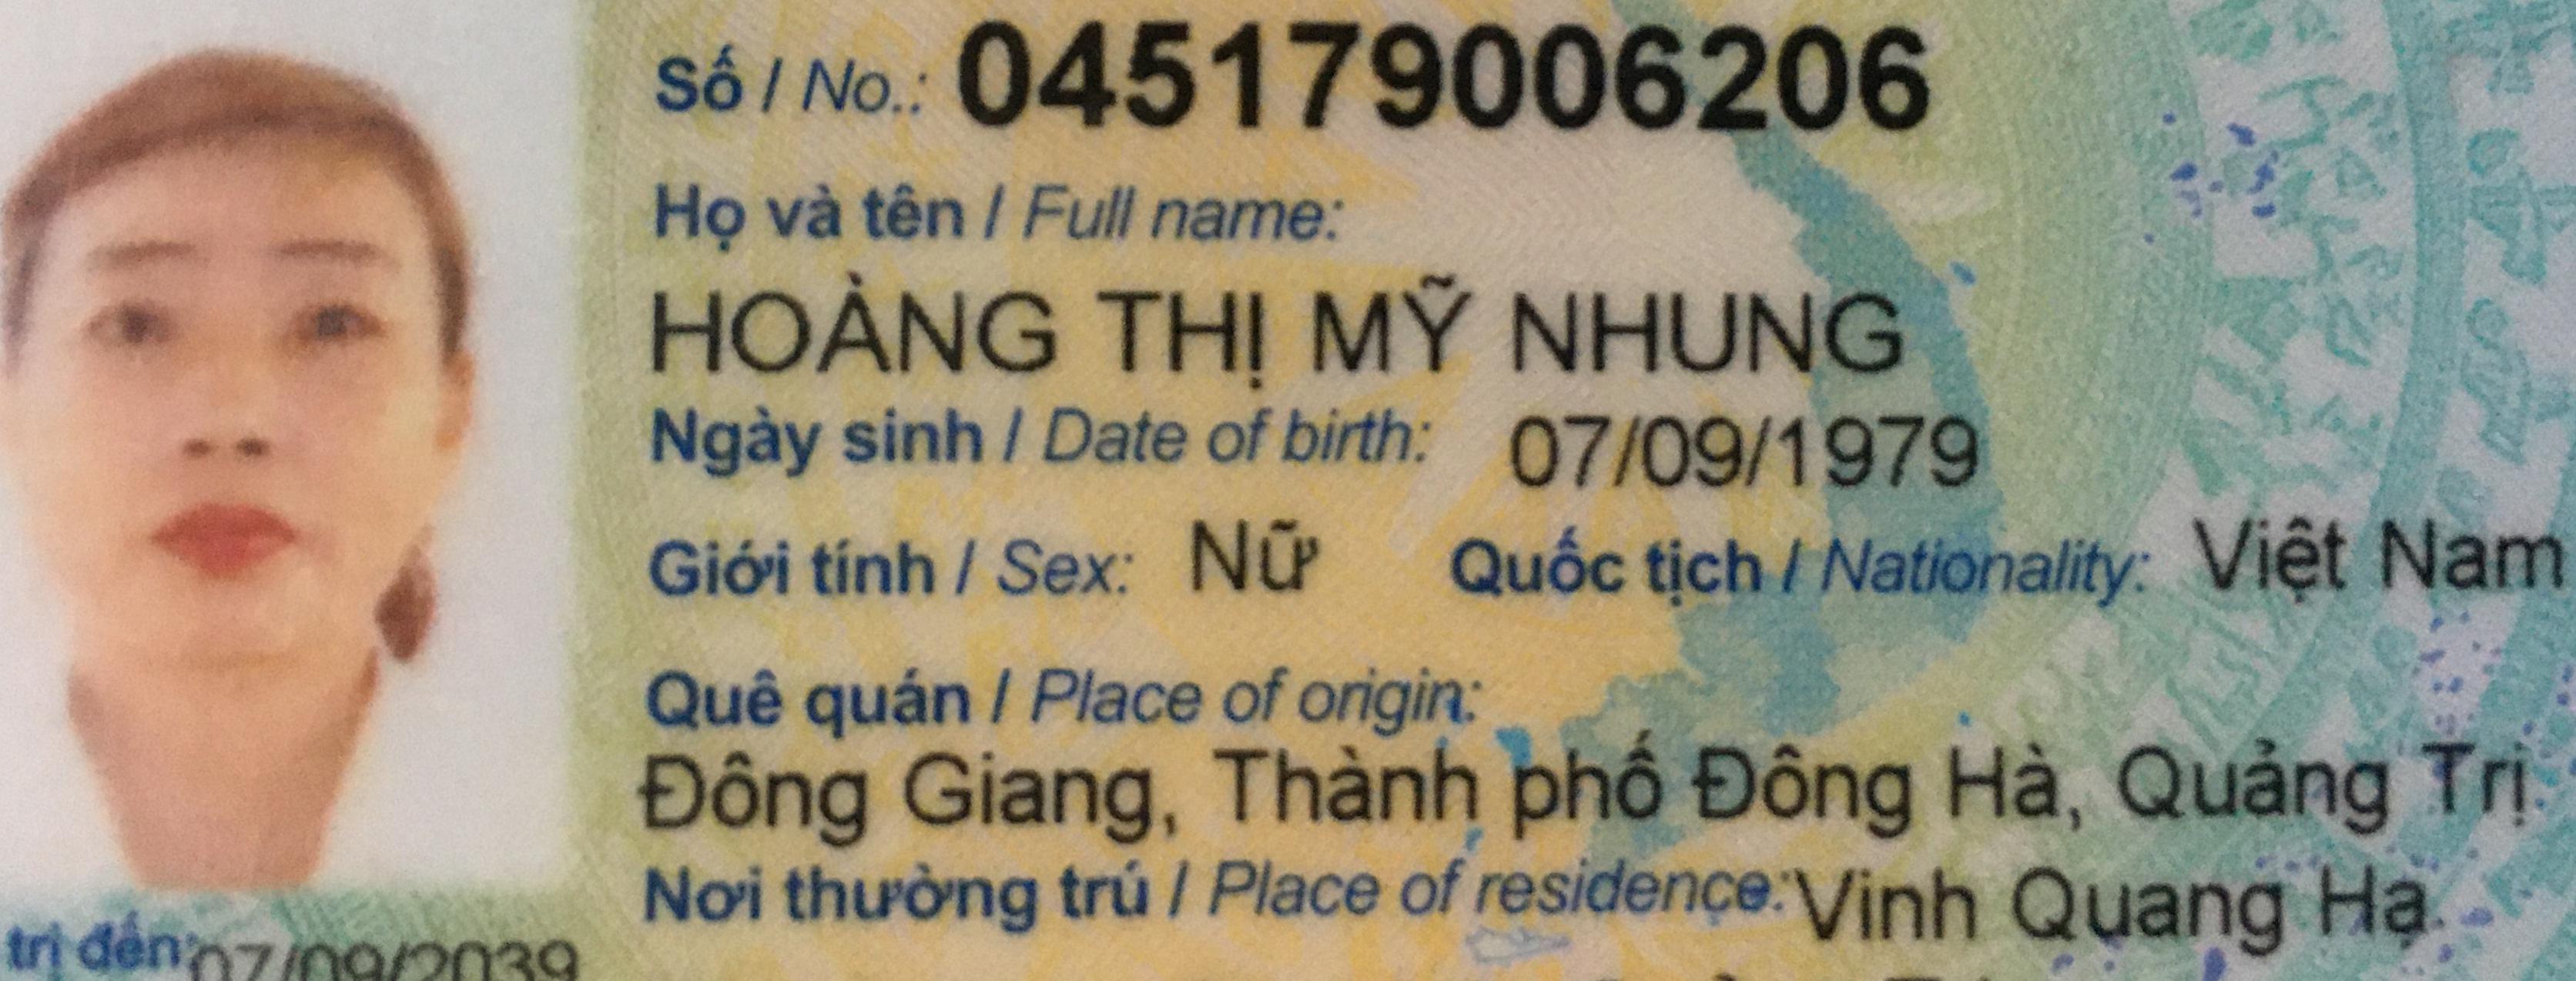 Số / No.: 045179006206
Họ và tên / Full name:
HOÀNG THỊ MỸ NHUNG
Ngày sinh / Date of birth: 07/09/1979
Giới tính / Sex: Nữ Quốc tịch / Nationality: Việt Nam
Quê quán / Place of origin:
Đông Giang, Thành phố Đông Hà, Quảng Trị
Nơi thường trú / Place of residence: Vinh Quang Hạ
trị đến: 07/09/2039